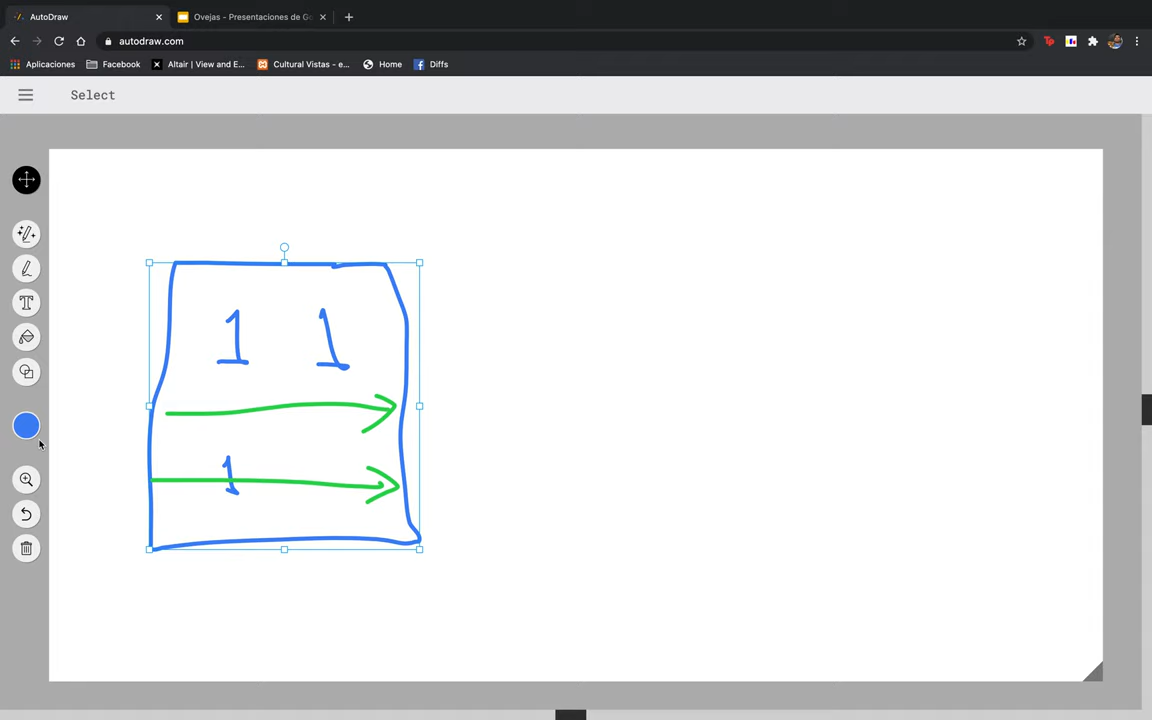 AutoDraw
Ovejas - Presentaciones de Go
autodraw.com
Aplicaciones
Facebook
Altair | View and E...
Cultural Vistas - e...
Home
Diffs
Select
1 1
1